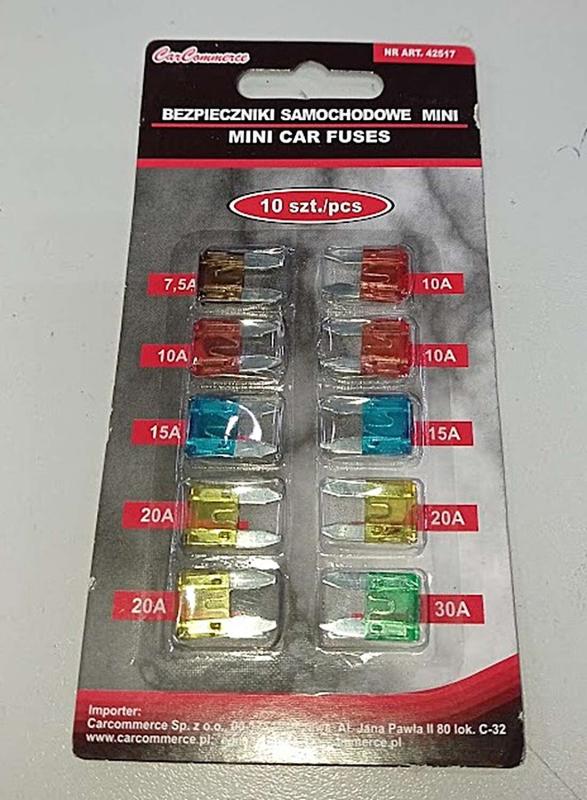 CarCommerce
NR ART. 42517
BEZPIECZNIKI SAMOCHODOWE MINI
MINI CAR FUSES
10 szt./pcs
7,5A 10A
10A 10A
15A 15A
20A 20A
20A 30A
Importer:
Carcommerce Sp. z o.o. Al. Jana Pawła II 80 lok. C-32
www.carcommerce.pl;